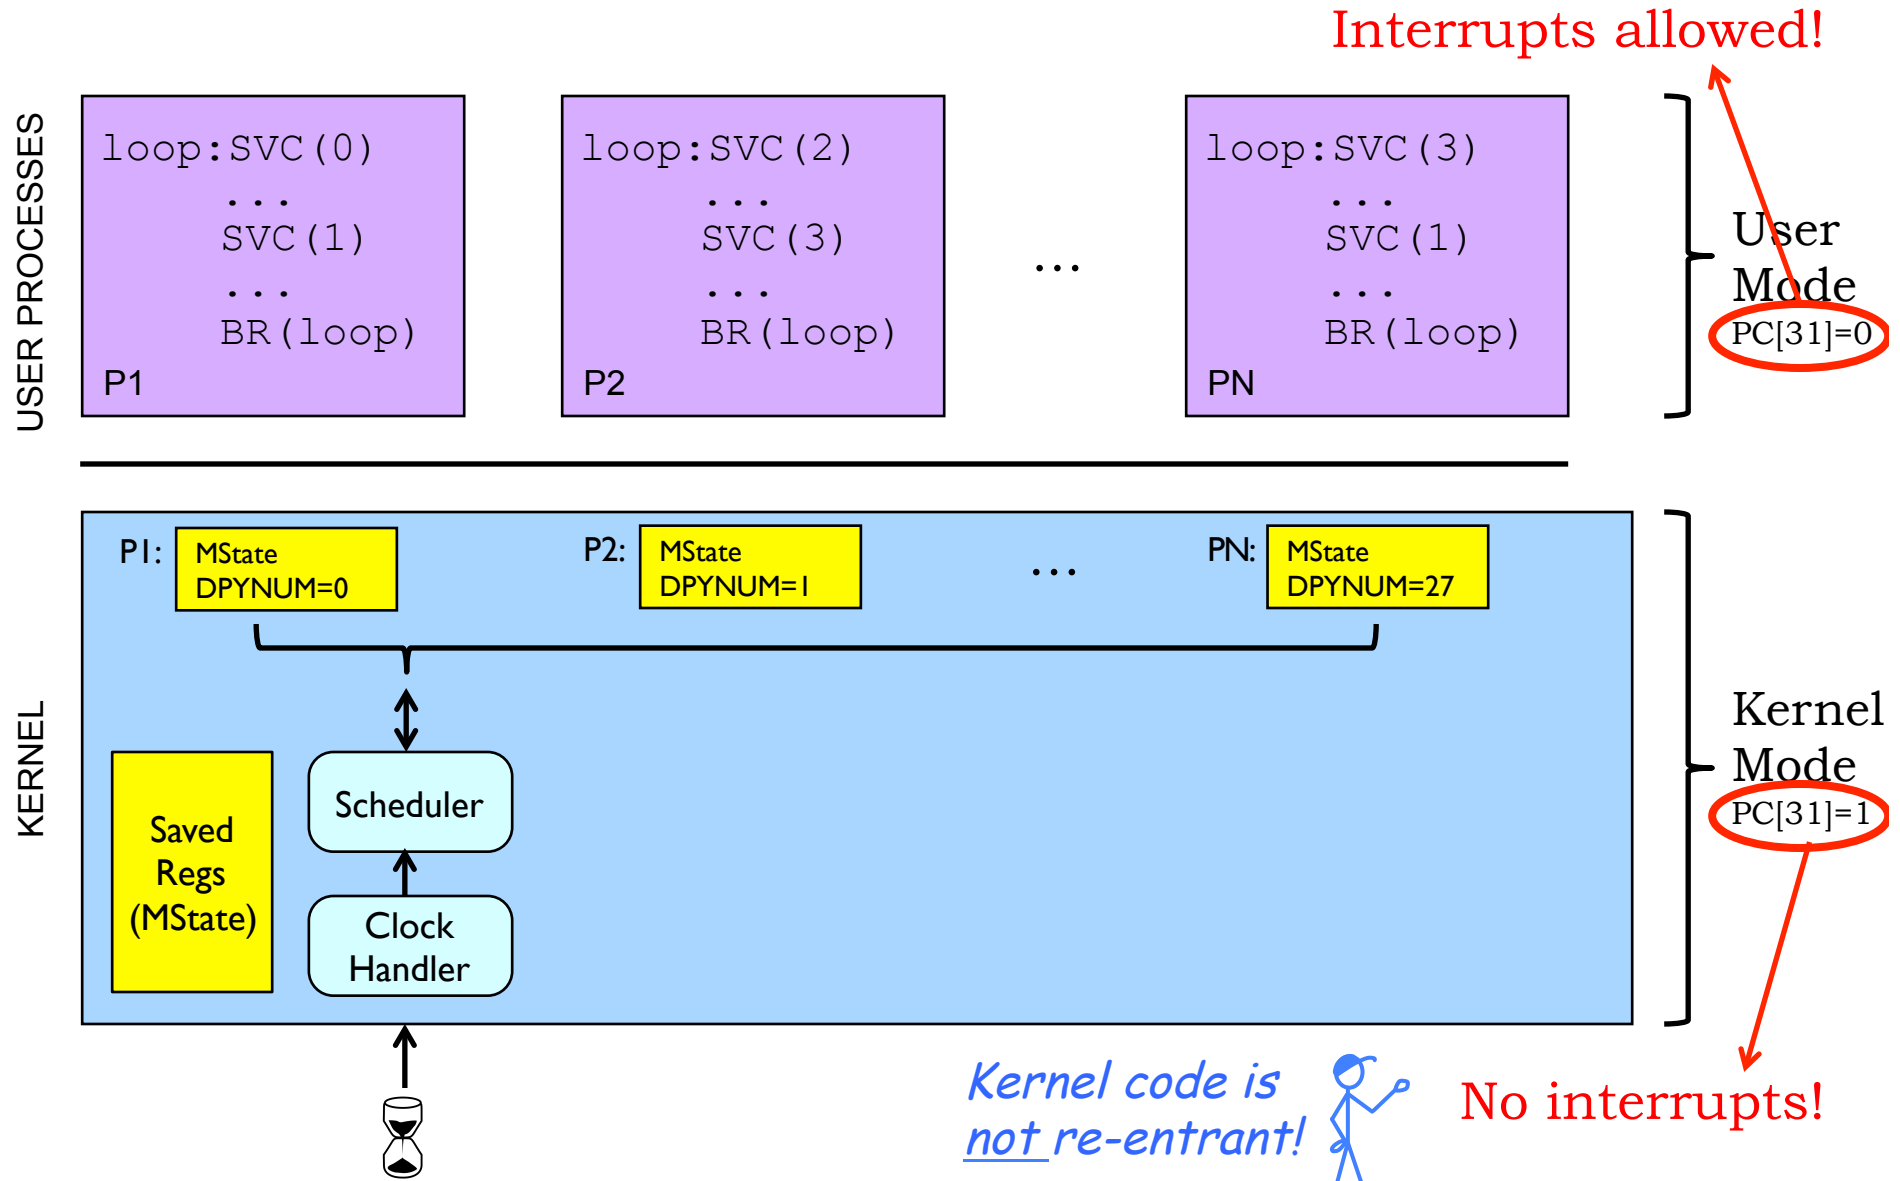 Interrupts allowed!
USER PROCESSES
loop:SVC(0)
...
SVC(1)
...
BR(loop)
P1
loop:SVC(2)
...
SVC(3)
...
BR(loop)
P2
...
loop:SVC(3)
...
SVC(1)
...
BR(loop)
PN
User
Mode
PC[31]=0
KERNEL
P1:
MState
DPYNUM=0
P2:
MState
DPYNUM=1
...
PN:
MState
DPYNUM=27
Saved
Regs
(MState)
Scheduler
Clock
Handler
Kernel
Mode
PC[31]=1
Kernel code is
not re-entrant!
No interrupts!